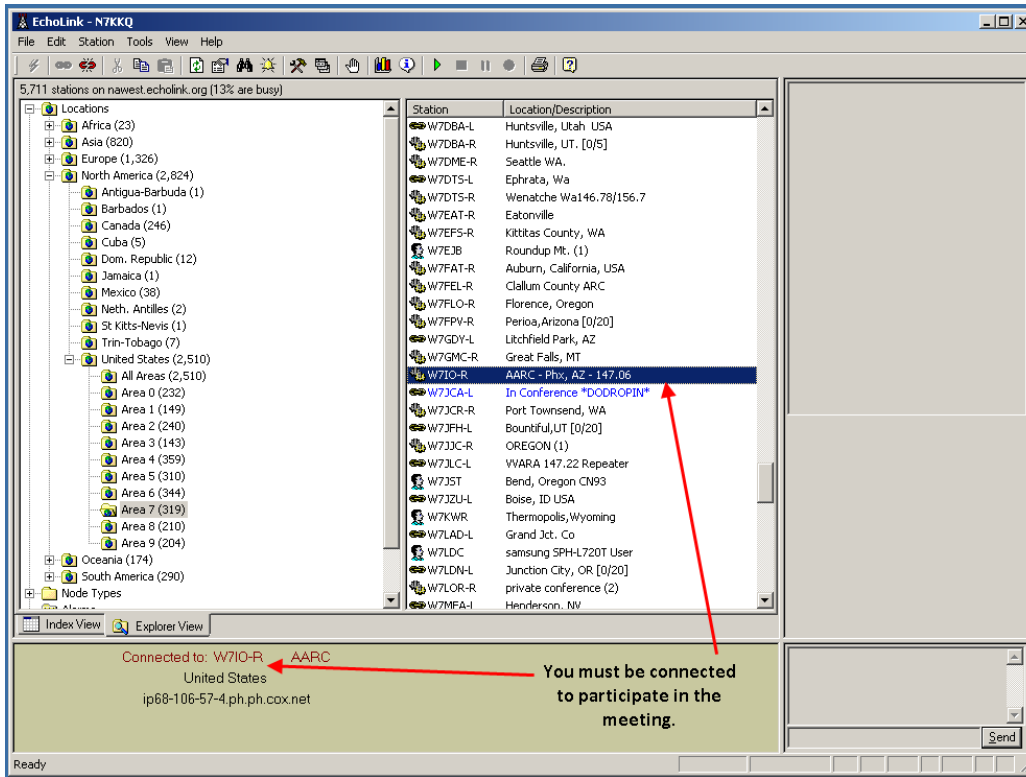 EchoLink - N7KKQ
File Edit Station Tools View Help
5,711 stations on nawest.echolink.org (13% are busy)
Locations
Africa (23)
Asia (820)
Europe (1,326)
North America (2,824)
Antigua-Barbuda (1)
Barbados (1)
Canada (246)
Cuba (5)
Dom. Republic (12)
Jamaica (1)
Mexico (38)
Neth. Antilles (2)
St Kitts-Nevis (1)
Trin-Tobago (7)
United States (2,510)
All Areas (2,510)
Area 0 (232)
Area 1 (149)
Area 2 (240)
Area 3 (143)
Area 4 (359)
Area 5 (310)
Area 6 (344)
Area 7 (319)
Area 8 (210)
Area 9 (204)
Oceania (174)
South America (290)
Node Types
Station Location/Description
W7DBA-L Huntsville, Utah USA
W7DBA-R Huntsville, UT. [0/5]
W7DME-R Seattle WA.
W7DTS-L Ephrata, Wa
W7DTS-R Wenatche Wa146.78/156.7
W7EAT-R Eatonville
W7EFS-R Kittitas County, WA
W7EJB Roundup Mt. (1)
W7FAT-R Auburn, California, USA
W7FEL-R Clallum County ARC
W7FLO-R Florence, Oregon
W7FPV-R Perioa,Arizona [0/20]
W7GDY-L Litchfield Park, AZ
W7GMC-R Great Falls, MT
W7IO-R AARC - Phx, AZ - 147.06
W7JCA-L In Conference *DODROPIN*
W7JCR-R Port Townsend, WA
W7JFH-L Bountiful,UT [0/20]
W7JJC-R OREGON (1)
W7JLC-L VVARA 147.22 Repeater
W7JST Bend, Oregon CN93
W7JZU-L Boise, ID USA
W7KWR Thermopolis,Wyoming
W7LAD-L Grand Jct. Co
W7LDC samsung SPH-L720T User
W7LDN-L Junction City, OR [0/20]
W7LOR-R private conference (2)
W7MFA-L Henderson, NV
Index View Explorer View
Connected to: W7IO-R AARC
United States
ip68-106-57-4.ph.ph.cox.net
You must be connected
to participate in the
meeting.
Send
Ready